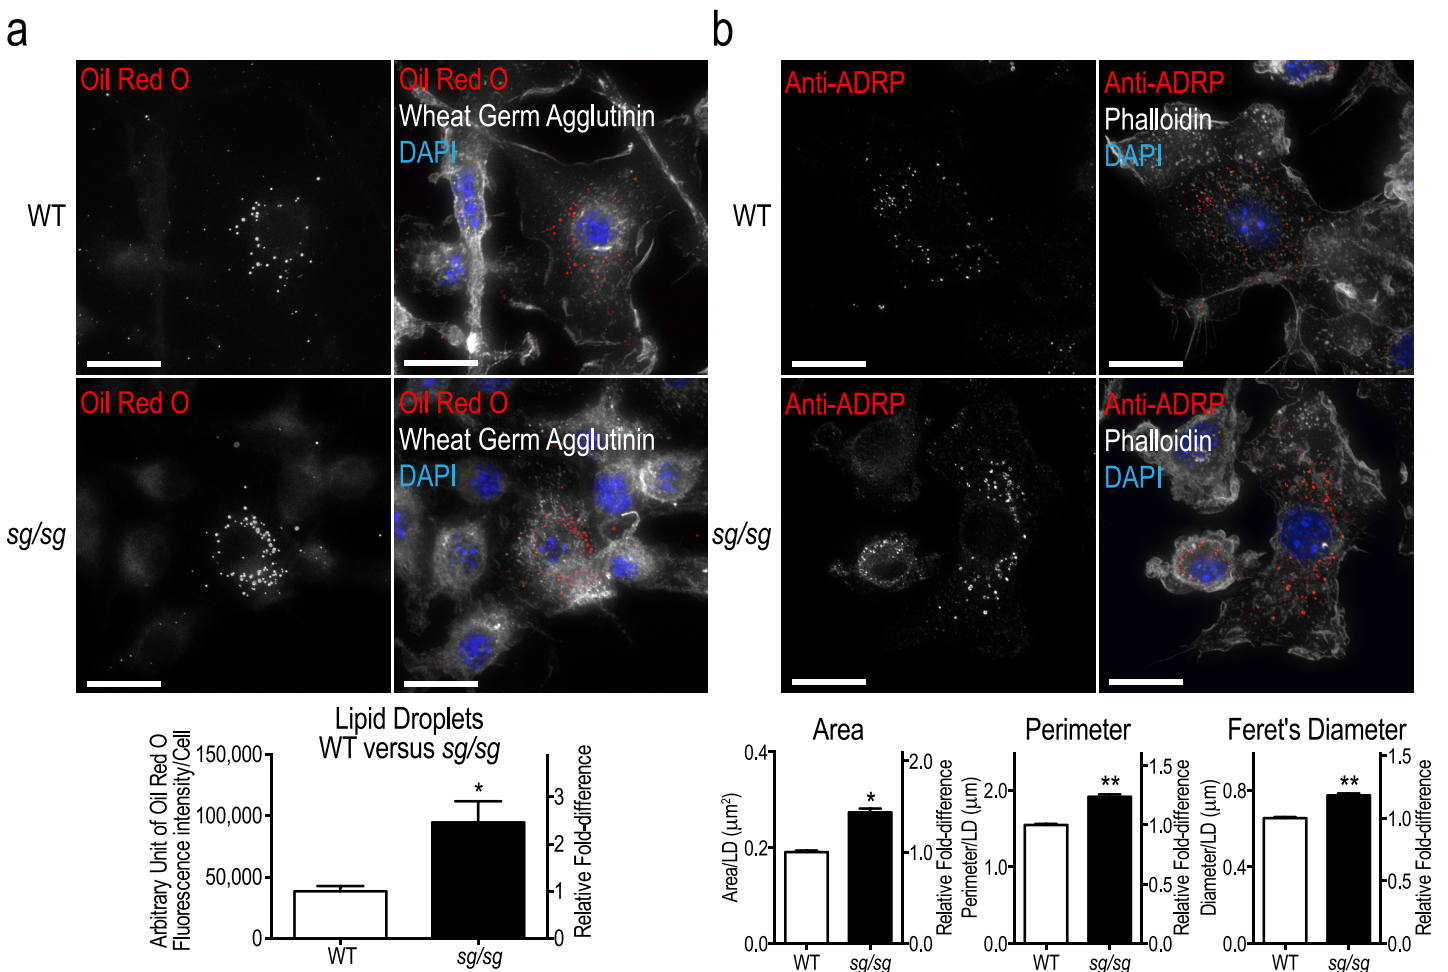 a
b
Oil Red O
Oil Red O
Wheat Germ Agglutinin
DAPI
WT
Anti-ADRP
Anti-ADRP
Phalloidin
DAPI
WT
Oil Red O
Oil Red O
Wheat Germ Agglutinin
DAPI
sg/sg
Anti-ADRP
Anti-ADRP
Phalloidin
DAPI
sg/sg
Lipid Droplets
WT versus sg/sg
Arbitrary Unit of Oil Red O
Fluorescence intensity/Cell
150,000
100,000
50,000
0
*
3
2
1
0
Relative Fold-difference
WT
sg/sg
Area
Area/LD (μm²)
0.4
0.2
0.0
*
2.0
1.0
0.0
Relative Fold-difference
WT
sg/sg
Perimeter
Perimeter/LD (μm)
2.0
1.0
0.0
**
1.5
1.0
0.5
0.0
Relative Fold-difference
WT
sg/sg
Feret's Diameter
Diameter/LD (μm)
0.8
0.4
0.0
**
1.5
1.0
0.5
0.0
Relative Fold-difference
WT
sg/sg